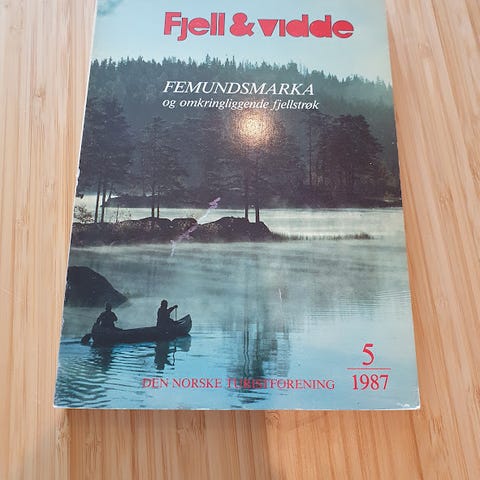 Fjell & vidde
FEMUNDSMARKA
og omkringliggende fjellstrøk
5
DEN NORSKE TURISTFORENING
1987